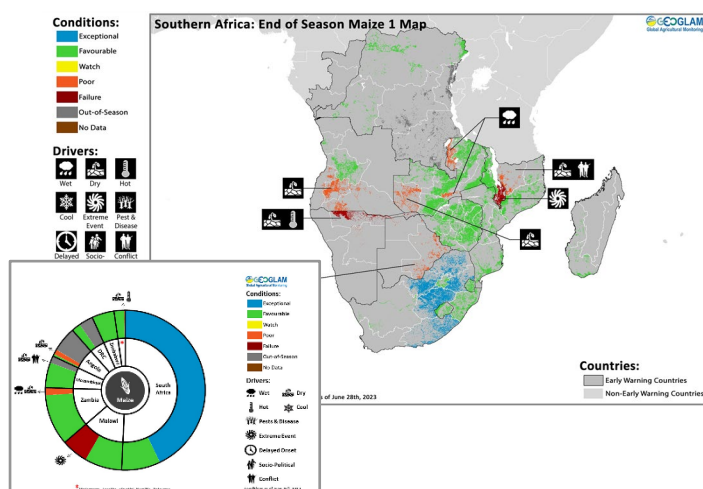 Conditions:
Exceptional
Favourable
Watch
Poor
Failure
Out-of-Season
No Data
Drivers:
Wet
Dry
Hot
Cool
Extreme
Event
Pest &
Disease
Delayed
Socio-
Conflict
Southern Africa: End of Season Maize 1 Map
GEOGLAM
Global Agricultural Monitoring
Countries:
Early Warning Countries
Non-Early Warning Countries
s of June 28th, 2023
GEOGLAM
Global Agricultural Monitoring
Conditions:
Exceptional
Favourable
Watch
Poor
Failure
Out-of-Season
No Data
Drivers:
Wet
Dry
Hot
Cool
Pests & Disease
Extreme Event
Delayed Onset
Socio-Political
Conflict
South
Africa
Malawi
Zambia
Mozambique
Angola
DRC
Zimbabwe
Maize